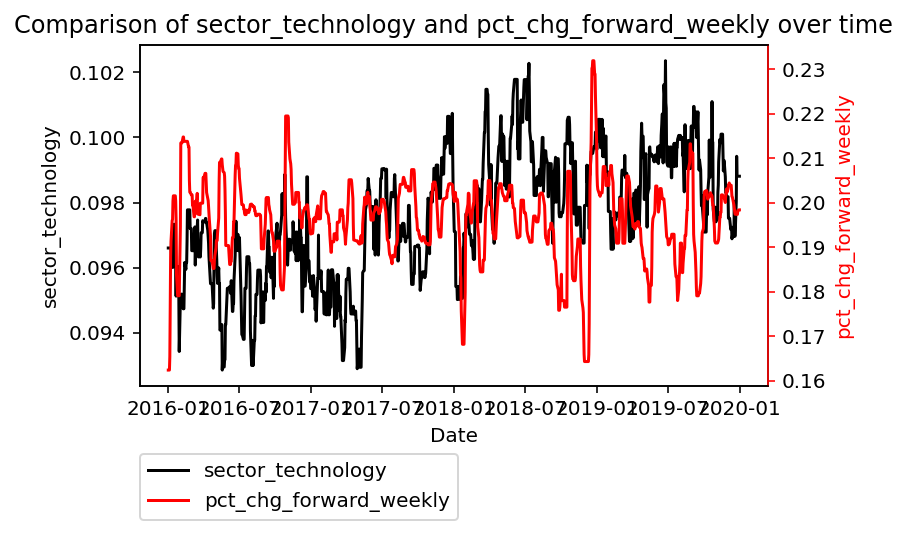 Comparison of sector_technology and pct_chg_forward_weekly over time
sector_technology
0.102
0.100
0.098
0.096
0.094
0.23
0.22
0.21
0.20
0.19
0.18
0.17
0.16
pct_chg_forward_weekly
2016-01 2016-07 2017-01 2017-07 2018-01 2018-07 2019-01 2019-07 2020-01
Date
sector_technology
pct_chg_forward_weekly